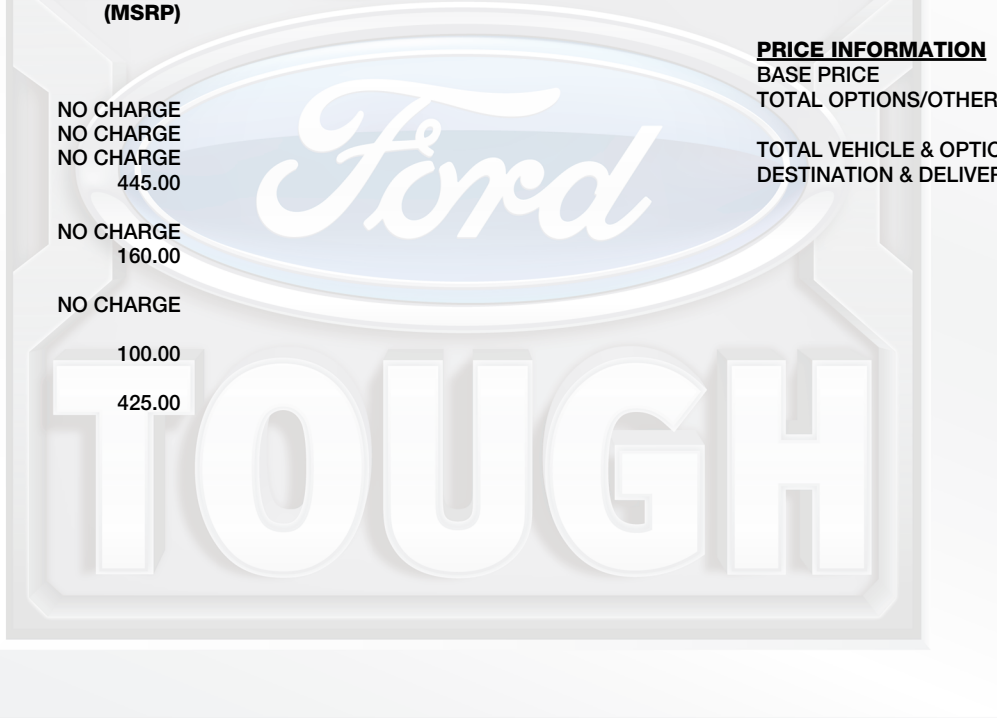 (MSRP)
NO CHARGE
NO CHARGE
NO CHARGE
445.00
NO CHARGE
160.00
NO CHARGE
100.00
425.00
PRICE INFORMATION
BASE PRICE
TOTAL OPTIONS/OTHER
TOTAL VEHICLE & OPTIO
DESTINATION & DELIVER
Ford
TOUGH